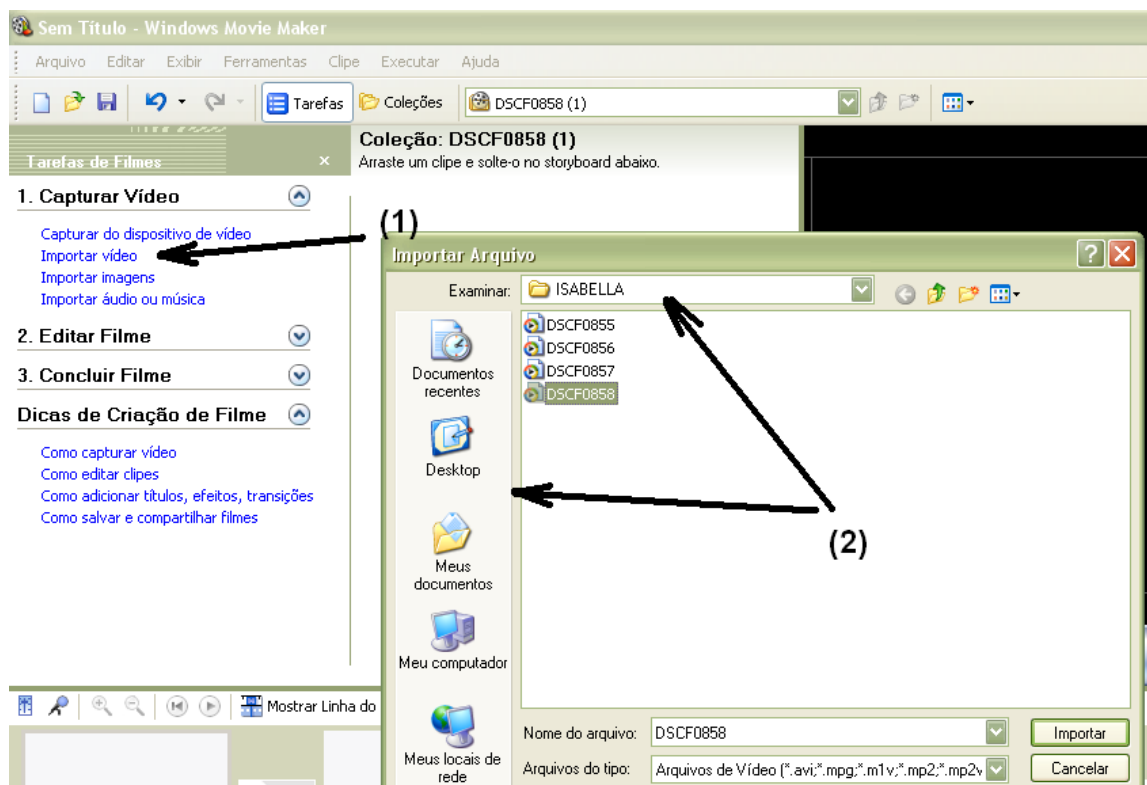 Sem Título - Windows Movie Maker
Arquivo Editar Exibir Ferramentas Clipe Executar Ajuda
Tarefas Coleções DSCF0858 (1)
Tarefas de Filmes
Coleção: DSCF0858 (1)
Arraste um clipe e solte-o no storyboard abaixo.
1. Capturar Vídeo
Capturar do dispositivo de vídeo
Importar vídeo
Importar imagens
Importar áudio ou música
2. Editar Filme
3. Concluir Filme
Dicas de Criação de Filme
Como capturar vídeo
Como editar clipes
Como adicionar títulos, efeitos, transições
Como salvar e compartilhar filmes
(1)
Importar Arquivo
Examinar: ISABELLA
DSCF0855
DSCF0856
DSCF0857
DSCF0858
Documentos
recentes
Desktop
Meus
documentos
Meu computador
Meus locais de
rede
(2)
Nome do arquivo: DSCF0858 Importar
Arquivos do tipo: Arquivos de Vídeo (*.avi;*.mpg;*.m1v;*.mp2;*.mp2v Cancelar
Mostrar Linha do